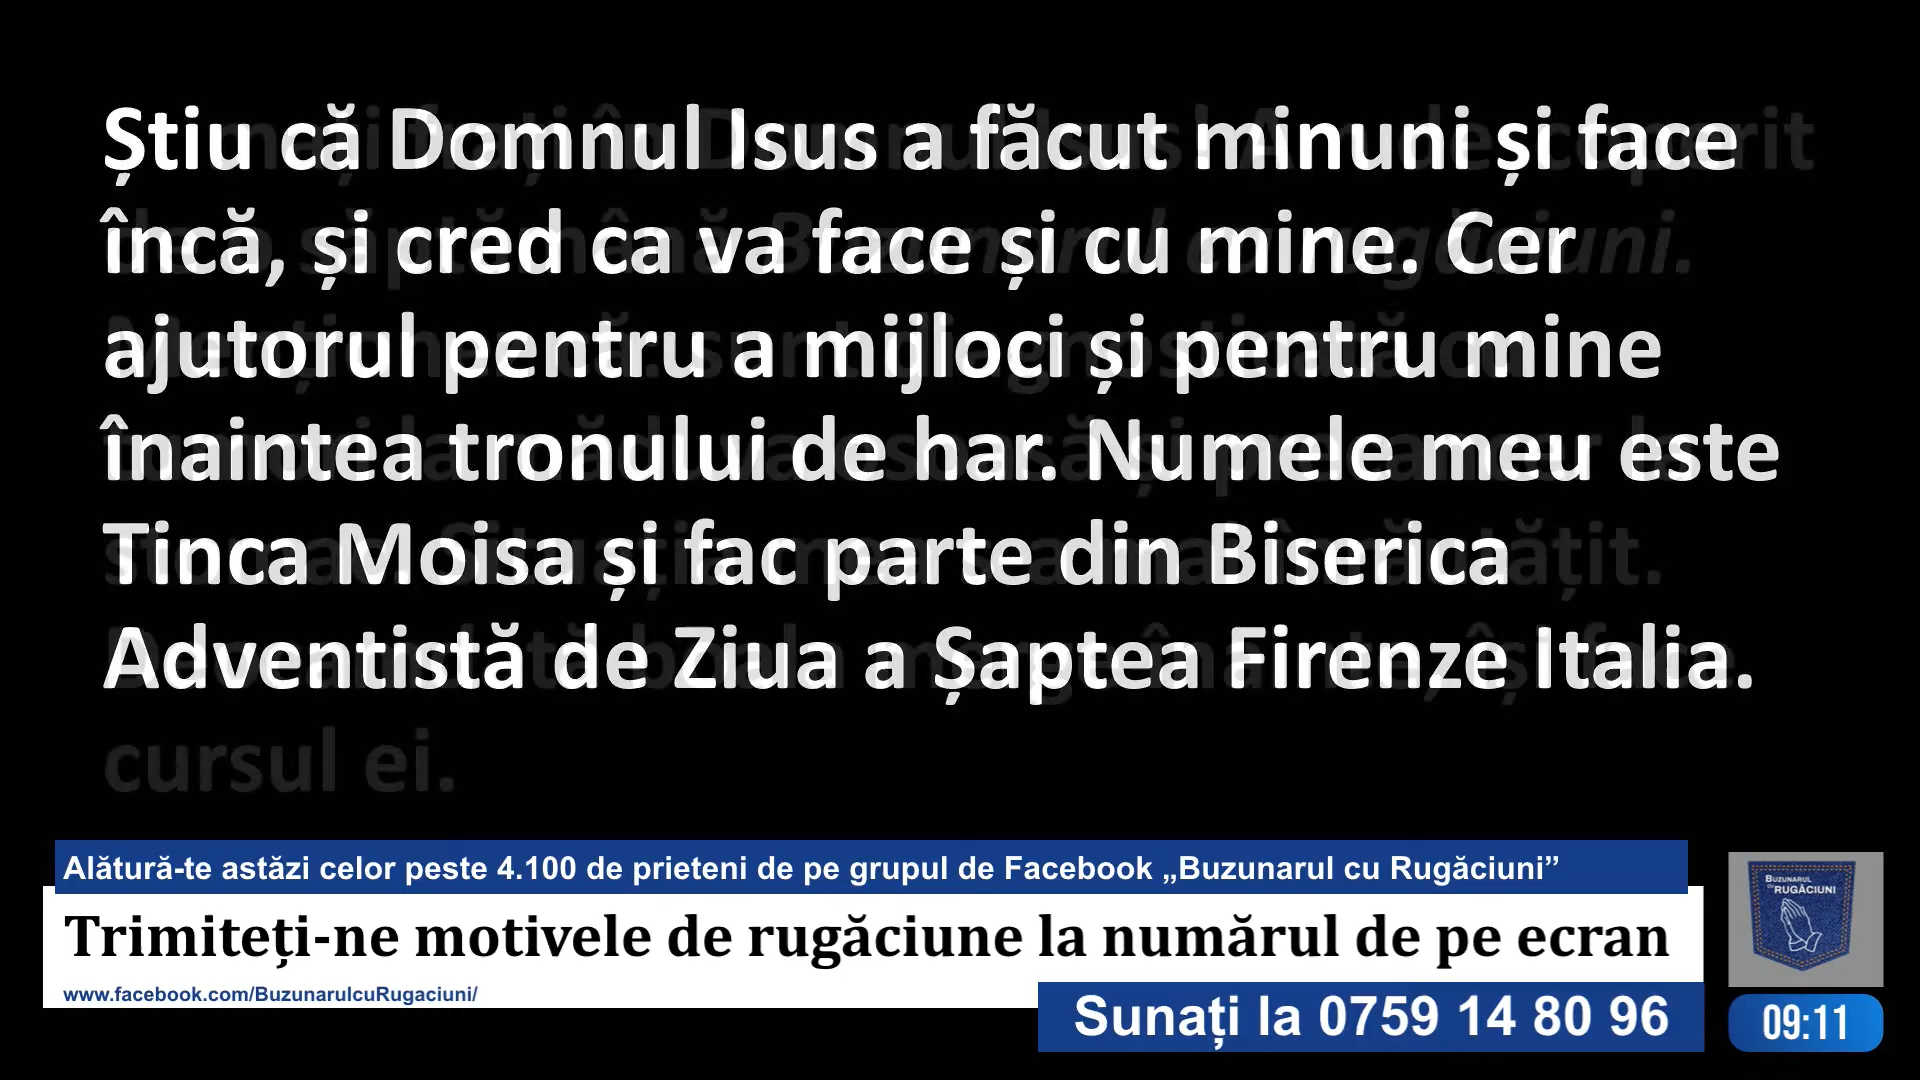 Știu că Domnul Isus a făcut minuni și face
încă, și cred ca va face și cu mine. Cer
ajutorul pentru a mijloci și pentru mine
înaintea tronului de har. Numele meu este
Tinca Moisa și fac parte din Biserica
Adventistă de Ziua a Șaptea Firenze Italia.
cursul ei.
Alătură-te astăzi celor peste 4.100 de prieteni de pe grupul de Facebook „Buzunarul cu Rugăciuni”
Trimiteți-ne motivele de rugăciune la numărul de pe ecran
www.facebook.com/BuzunarulcuRugaciuni/
Sunați la 0759 14 80 96
BUZUNARUL
CU RUGĂCIUNI
09:11